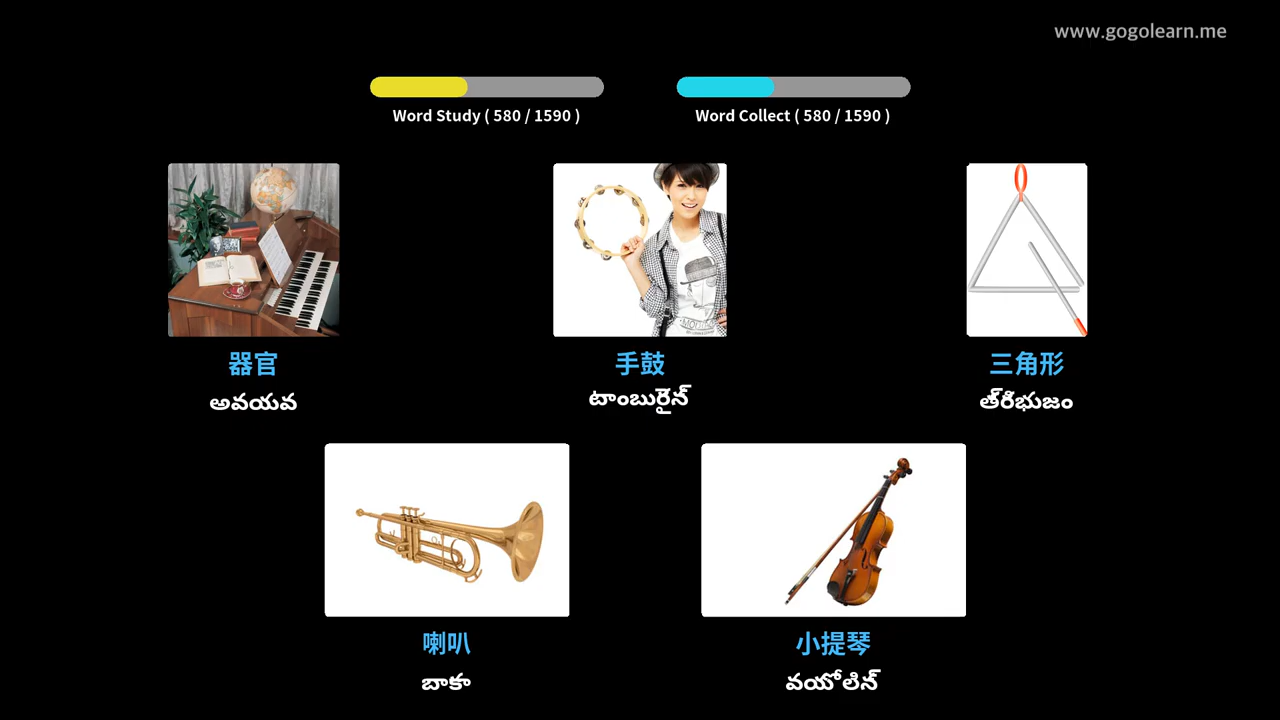 www.gogolearn.me
Word Study ( 580 / 1590 )
Word Collect ( 580 / 1590 )
器官
అవయవ
手鼓
టాంబురైన్
三角形
త్రిభుజం
喇叭
బాకా
小提琴
వయోలిన్